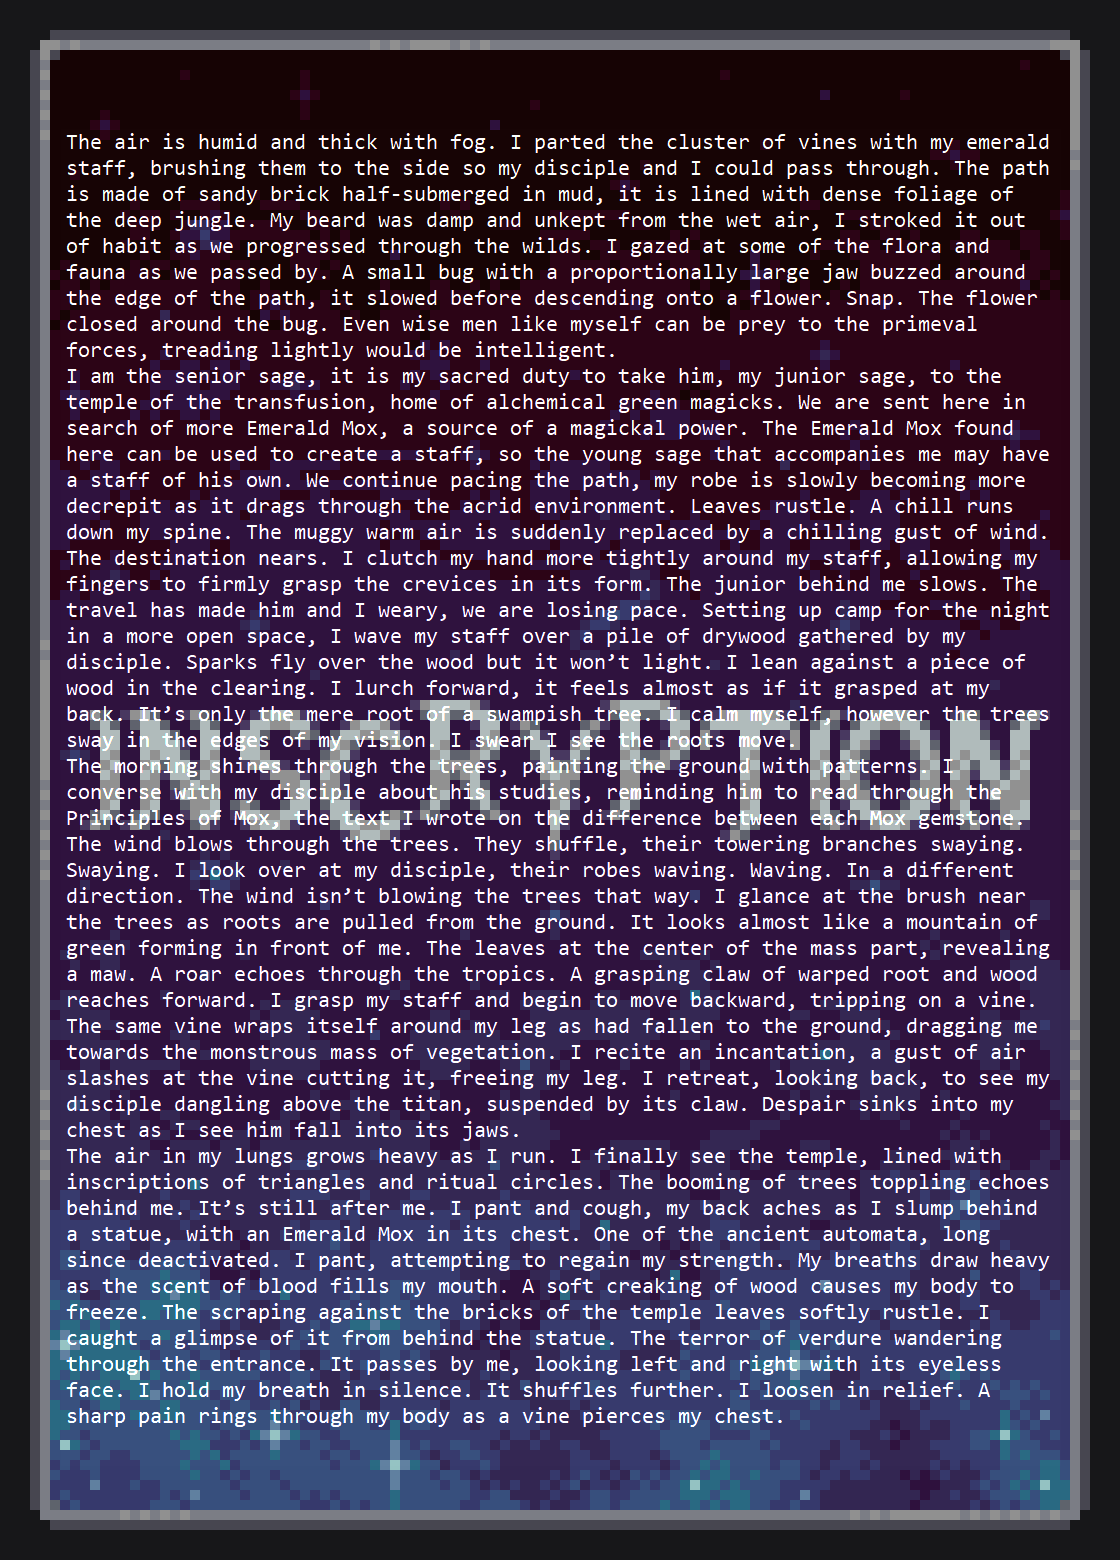 The air is humid and thick with fog. I parted the cluster of vines with my emerald
staff, brushing them to the side so my disciple and I could pass through. The path
is made of sandy brick half-submerged in mud, it is lined with dense foliage of
the deep jungle. My beard was damp and unkept from the wet air, I stroked it out
of habit as we progressed through the wilds. I gazed at some of the flora and
fauna as we passed by. A small bug with a proportionally large jaw buzzed around
the edge of the path, it slowed before descending onto a flower. Snap. The flower
closed around the bug. Even wise men like myself can be prey to the primeval
forces, treading lightly would be intelligent.
I am the senior sage, it is my sacred duty to take him, my junior sage, to the
temple of the transfusion, home of alchemical green magicks. We are sent here in
search of more Emerald Mox, a source of a magickal power. The Emerald Mox found
here can be used to create a staff, so the young sage that accompanies me may have
a staff of his own. We continue pacing the path, my robe is slowly becoming more
decrepit as it drags through the acrid environment. Leaves rustle. A chill runs
down my spine. The muggy warm air is suddenly replaced by a chilling gust of wind.
The destination nears. I clutch my hand more tightly around my staff, allowing my
fingers to firmly grasp the crevices in its form. The junior behind me slows. The
travel has made him and I weary, we are losing pace. Setting up camp for the night
in a more open space, I wave my staff over a pile of drywood gathered by my
disciple. Sparks fly over the wood but it won’t light. I lean against a piece of
wood in the clearing. I lurch forward, it feels almost as if it grasped at my
back. It’s only the mere root of a swampish tree. I calm myself, however the trees
sway in the edges of my vision. I swear I see the roots move.
INSCRYPTION
The morning shines through the trees, painting the ground with patterns. I
converse with my disciple about his studies, reminding him to read through the
Principles of Mox, the text I wrote on the difference between each Mox gemstone.
The wind blows through the trees. They shuffle, their towering branches swaying.
Swaying. I look over at my disciple, their robes waving. Waving. In a different
direction. The wind isn’t blowing the trees that way. I glance at the brush near
the trees as roots are pulled from the ground. It looks almost like a mountain of
green forming in front of me. The leaves at the center of the mass part, revealing
a maw. A roar echoes through the tropics. A grasping claw of warped root and wood
reaches forward. I grasp my staff and begin to move backward, tripping on a vine.
The same vine wraps itself around my leg as had fallen to the ground, dragging me
towards the monstrous mass of vegetation. I recite an incantation, a gust of air
slashes at the vine cutting it, freeing my leg. I retreat, looking back, to see my
disciple dangling above the titan, suspended by its claw. Despair sinks into my
chest as I see him fall into its jaws.
The air in my lungs grows heavy as I run. I finally see the temple, lined with
inscriptions of triangles and ritual circles. The booming of trees toppling echoes
behind me. It’s still after me. I pant and cough, my back aches as I slump behind
a statue, with an Emerald Mox in its chest. One of the ancient automata, long
since deactivated. I pant, attempting to regain my strength. My breaths draw heavy
as the scent of blood fills my mouth. A soft creaking of wood causes my body to
freeze. The scraping against the bricks of the temple leaves softly rustle. I
caught a glimpse of it from behind the statue. The terror of verdure wandering
through the entrance. It passes by me, looking left and right with its eyeless
face. I hold my breath in silence. It shuffles further. I loosen in relief. A
sharp pain rings through my body as a vine pierces my chest.